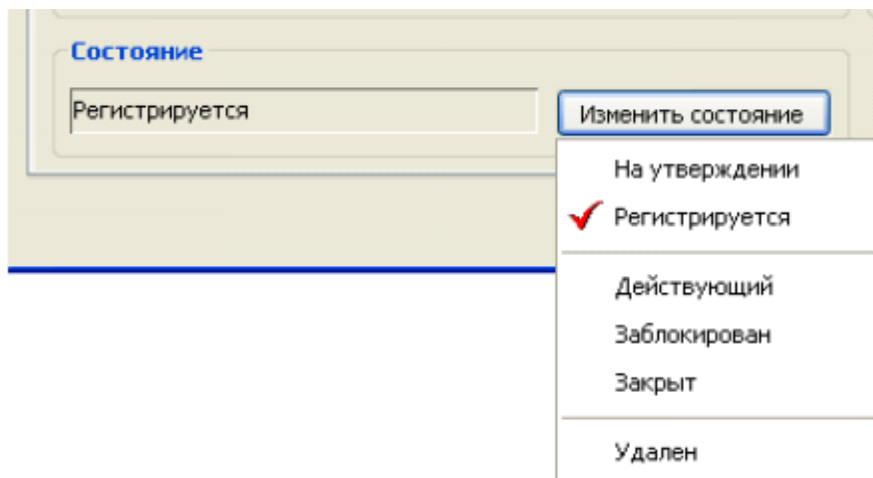 Состояние
Регистрируется
Изменить состояние
На утверждении
Регистрируется
Действующий
Заблокирован
Закрыт
Удален